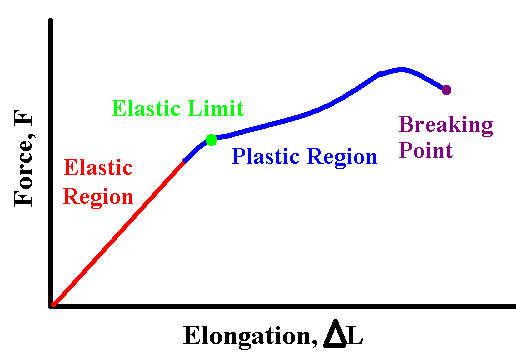 Elastic Limit
Force, F
Elastic
Region
Plastic Region
Breaking
Point
Elongation, ΔL